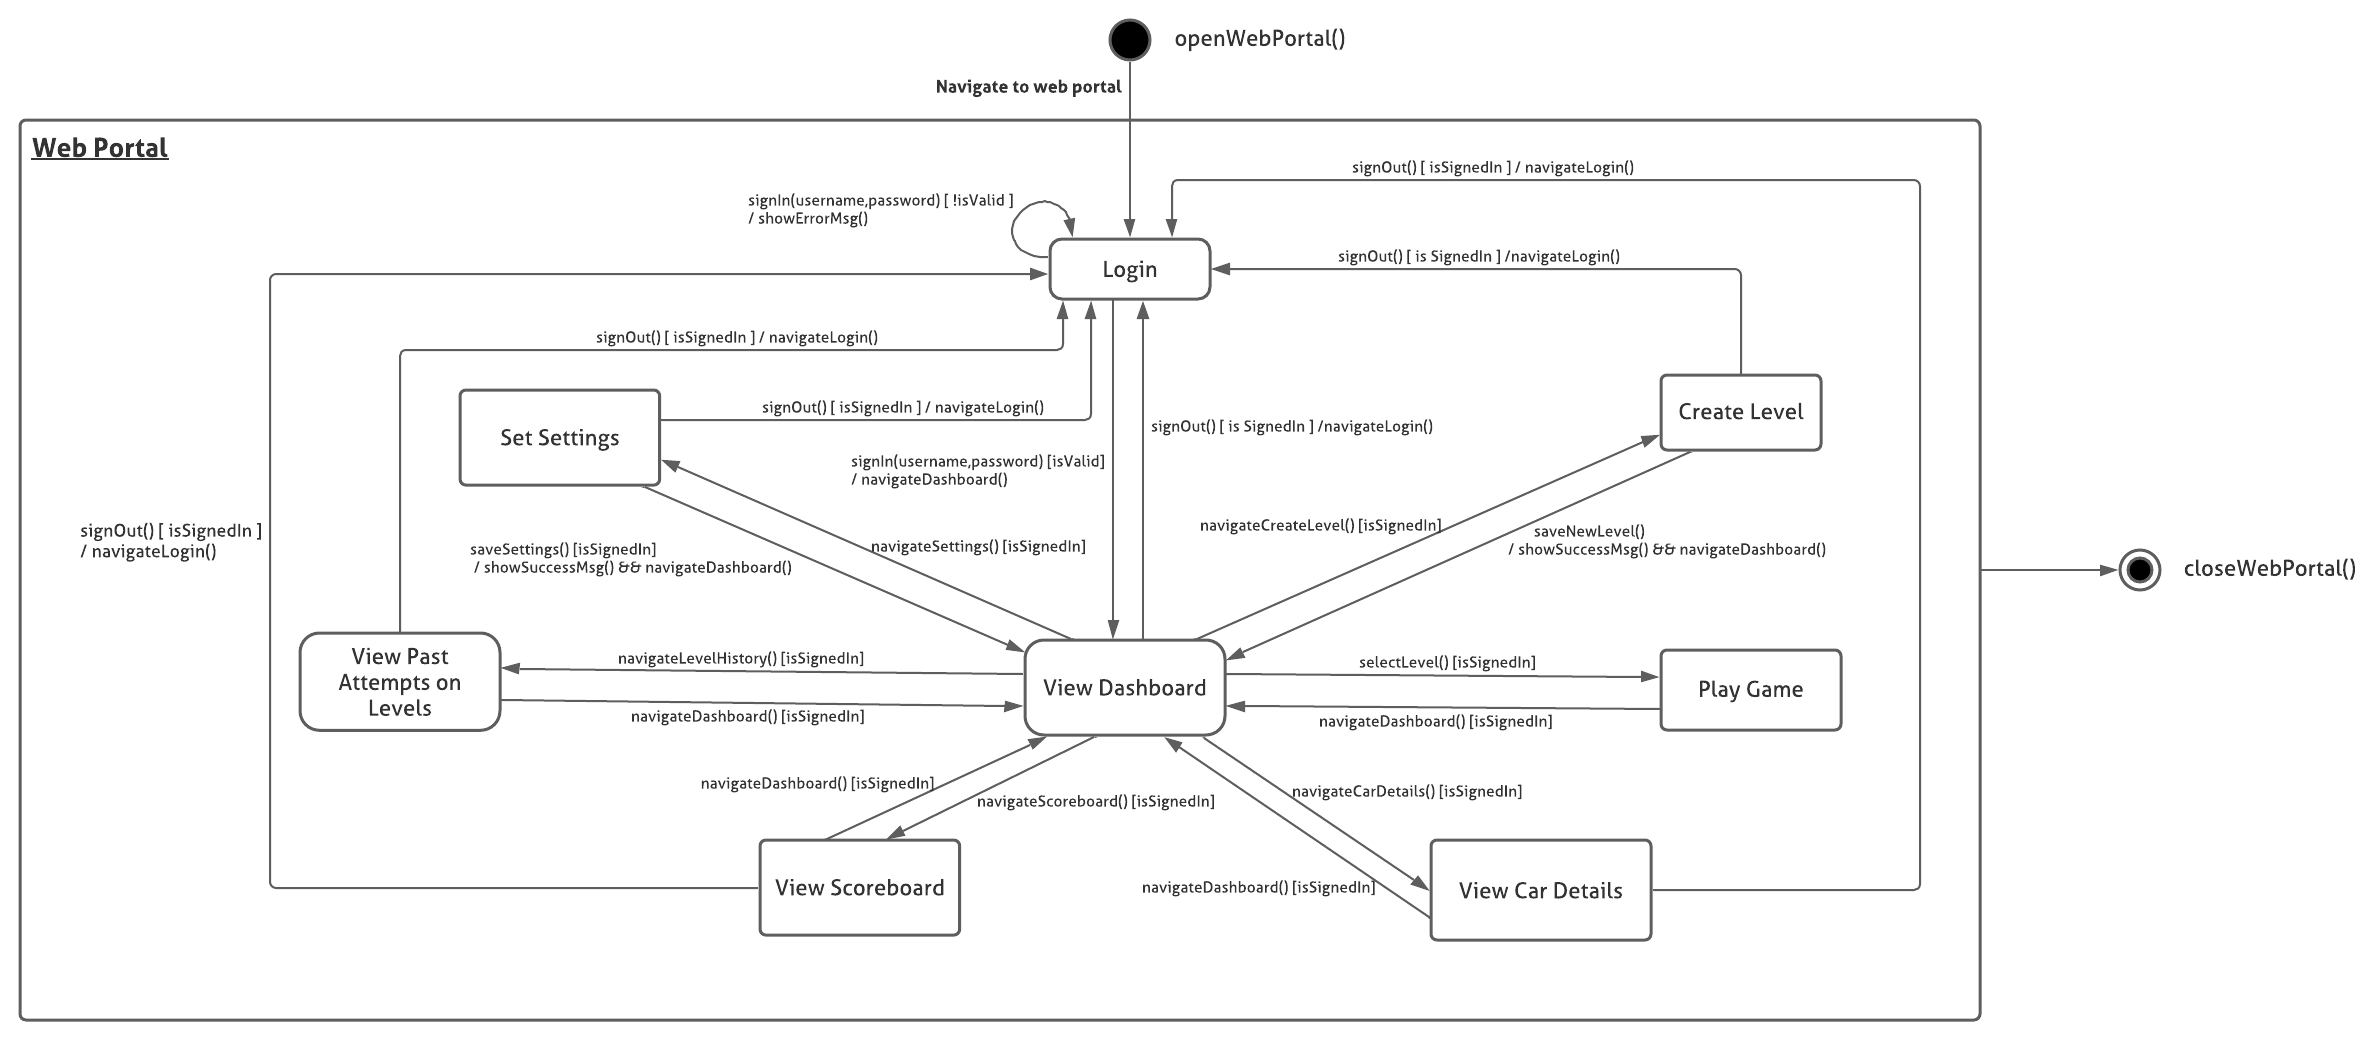 openWebPortal()
Navigate to web portal
Web Portal
signOut() [ isSignedIn ] / navigateLogin()
signIn(username,password) [ !isValid ]
/ showErrorMsg()
Login
signOut() [ is SignedIn ] /navigateLogin()
signOut() [ isSignedIn ] / navigateLogin()
Set Settings
signOut() [ isSignedIn ] / navigateLogin()
Create Level
signOut() [ is SignedIn ] /navigateLogin()
signIn(username,password) [isValid]
/ navigateDashboard()
signOut() [ isSignedIn ]
/ navigateLogin()
saveSettings() [isSignedIn]
/ showSuccessMsg() && navigateDashboard()
navigateSettings() [isSignedIn]
navigateCreateLevel() [isSignedIn]
saveNewLevel()
/ showSuccessMsg() && navigateDashboard()
closeWebPortal()
View Past
Attempts on
Levels
navigateLevelHistory() [isSignedIn]
navigateDashboard() [isSignedIn]
View Dashboard
selectLevel() [isSignedIn]
navigateDashboard() [isSignedIn]
Play Game
navigateDashboard() [isSignedIn]
navigateScoreboard() [isSignedIn]
navigateCarDetails() [isSignedIn]
navigateDashboard() [isSignedIn]
View Scoreboard
View Car Details